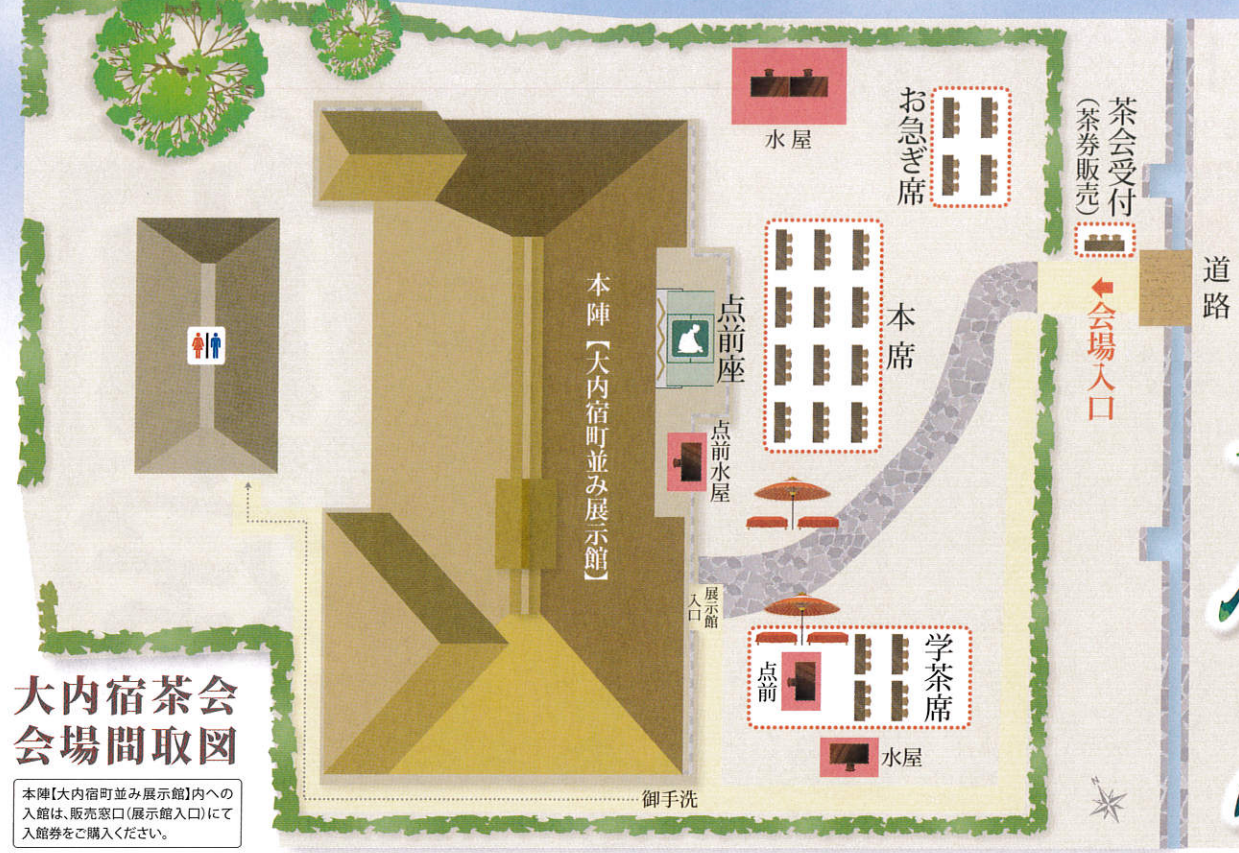 水屋
お急ぎ席
茶会受付
(茶券販売)
道路
会場入口
本席
点前座
本陣【大内宿町並み展示館】
点前水屋
展示館
入口
学茶席
点前
水屋
御手洗
N
大内宿茶会
会場間取図
本陣【大内宿町並み展示館】内への
入館は、販売窓口(展示館入口)にて
入館券をご購入ください。